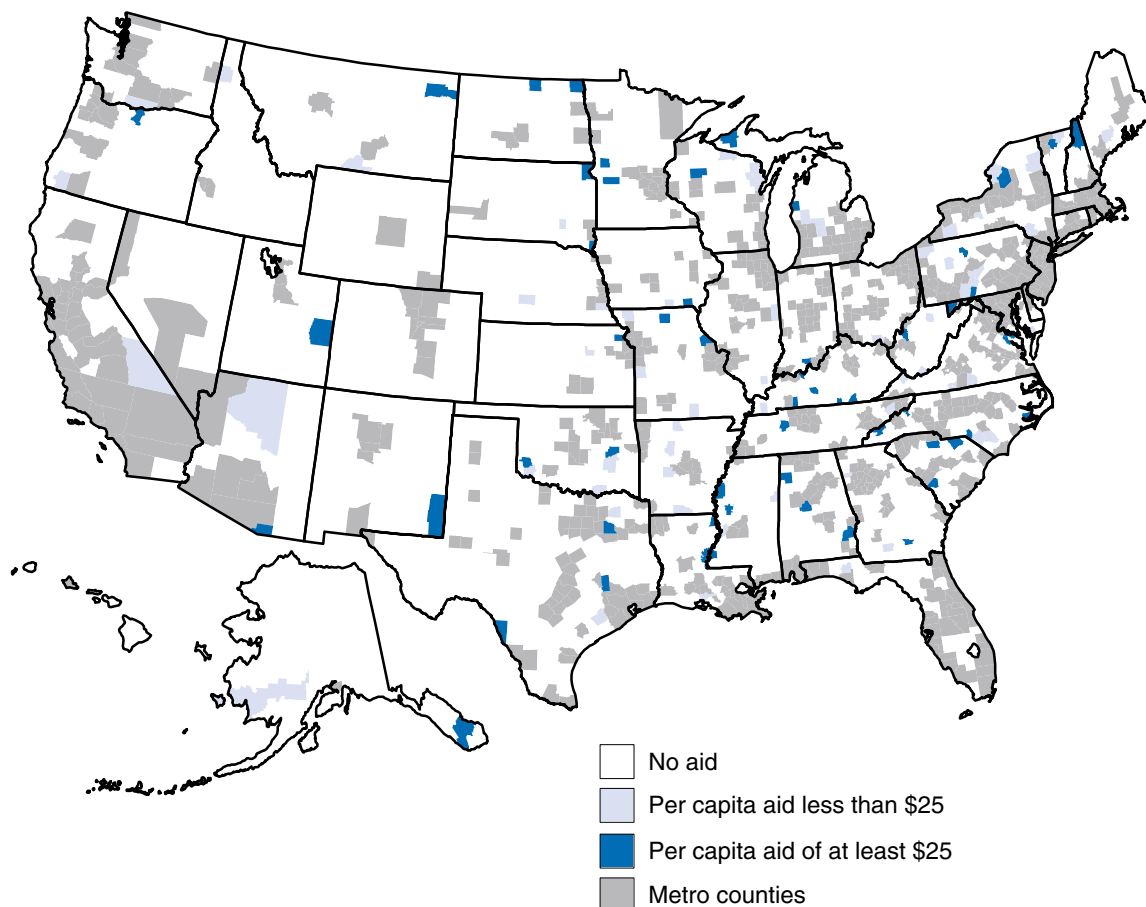 No aid
Per capita aid less than $25
Per capita aid of at least $25
Metro counties